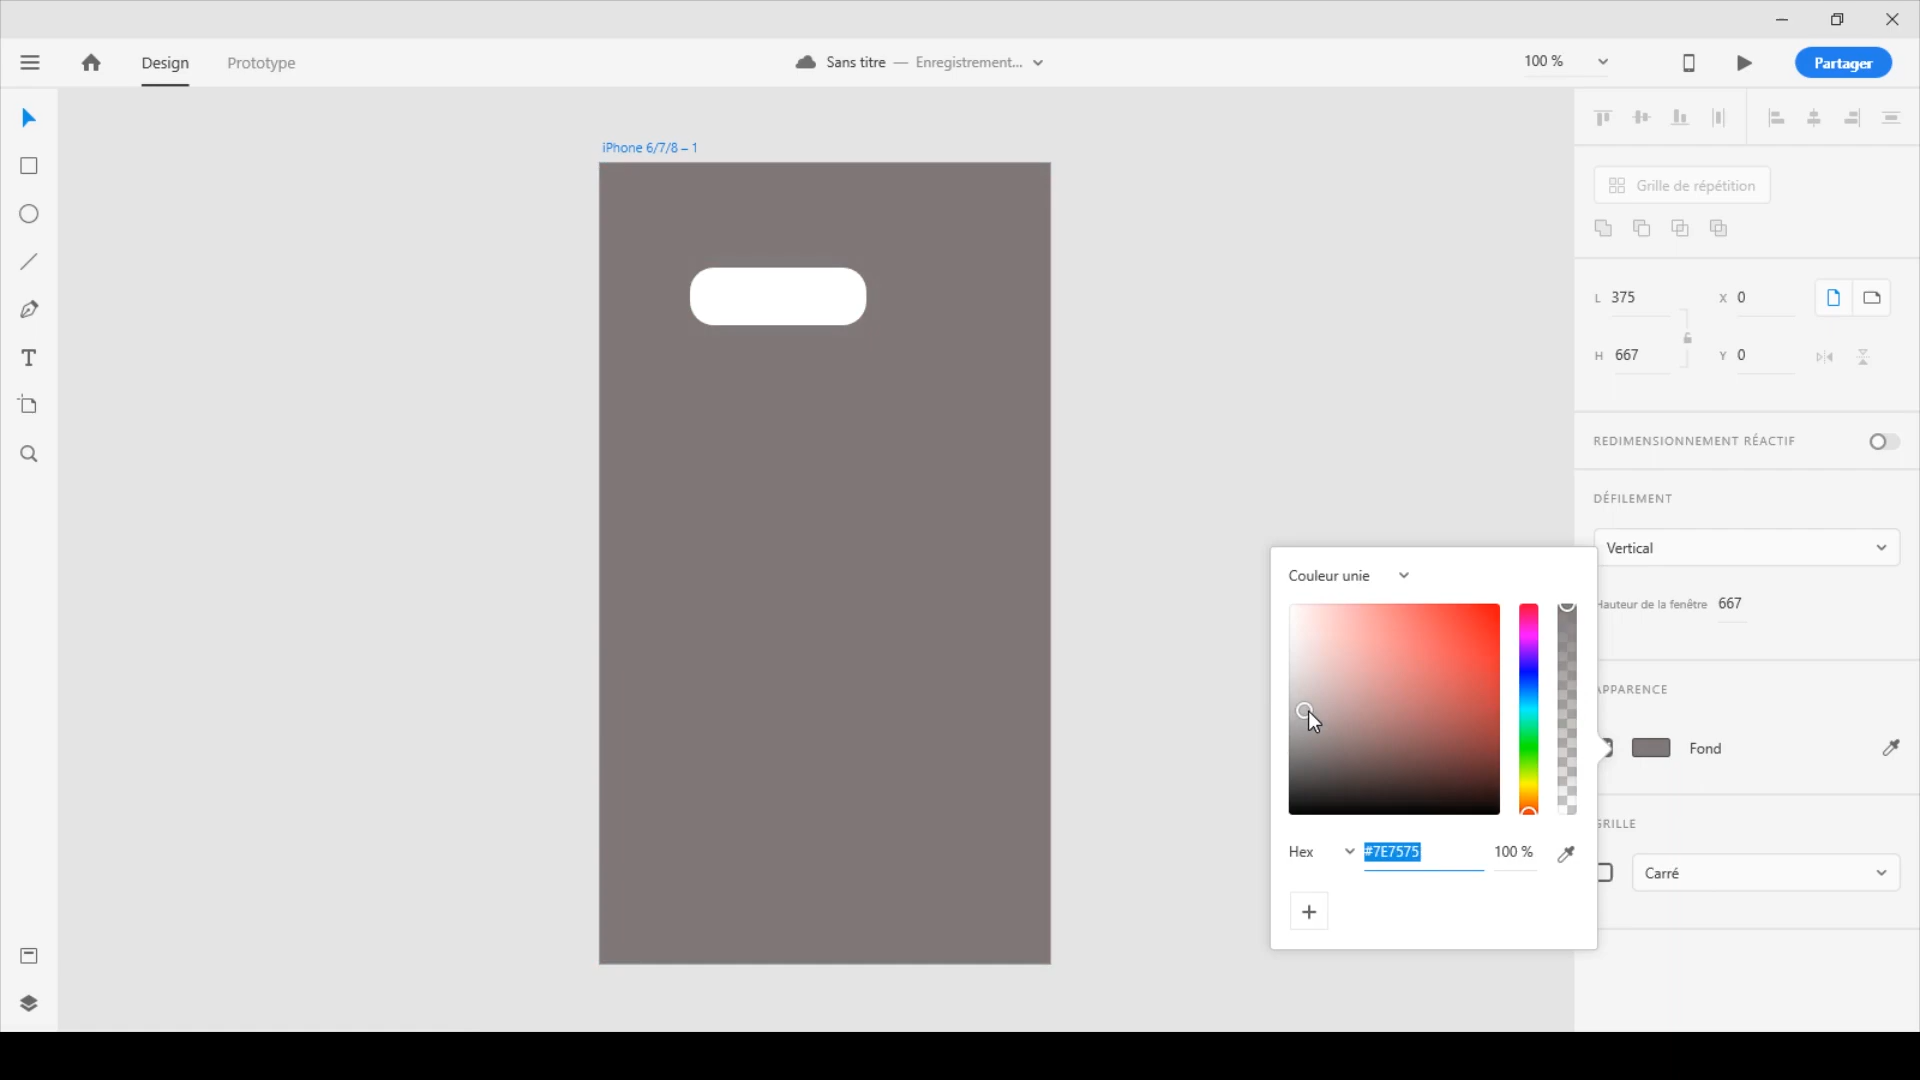 Design
Prototype
Sans titre — Enregistrement...
100 %
Partager
iPhone 6/7/8 – 1
Grille de répétition
L 375
X 0
H 667
Y 0
REDIMENSIONNEMENT RÉACTIF
DÉFILEMENT
Vertical
Hauteur de la fenêtre 667
APPARENCE
Fond
GRILLE
Carré
Couleur unie
Hex
#7E7575
100 %
T